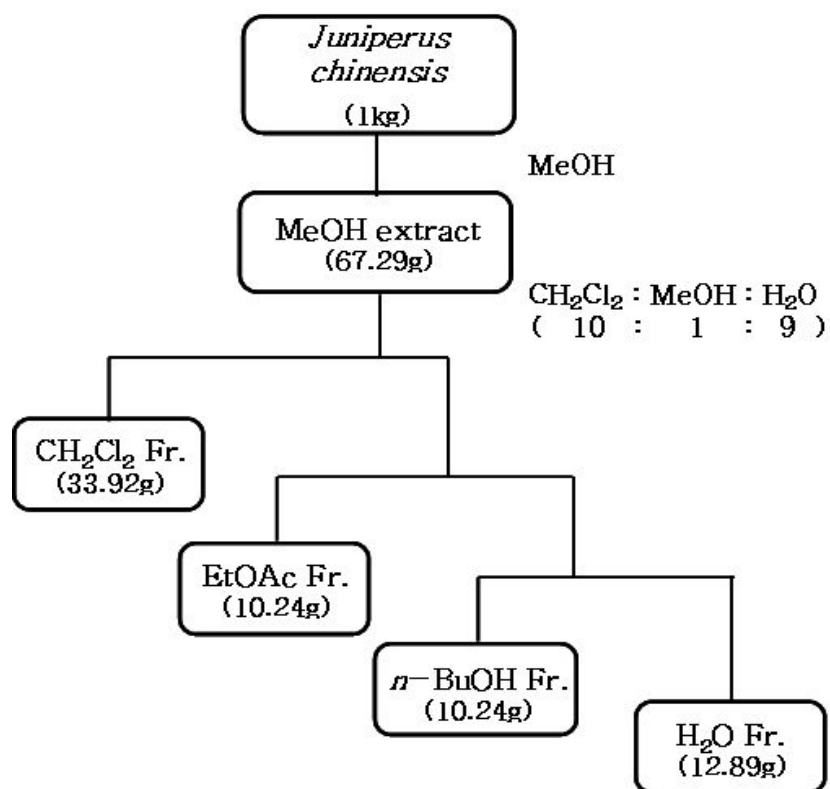 Juniperus
chinensis
(1kg)
MeOH
MeOH extract
(67.29g)
CH₂Cl₂ : MeOH : H₂O
( 10 : 1 : 9 )
CH₂Cl₂ Fr.
(33.92g)
EtOAc Fr.
(10.24g)
n-BuOH Fr.
(10.24g)
H₂O Fr.
(12.89g)